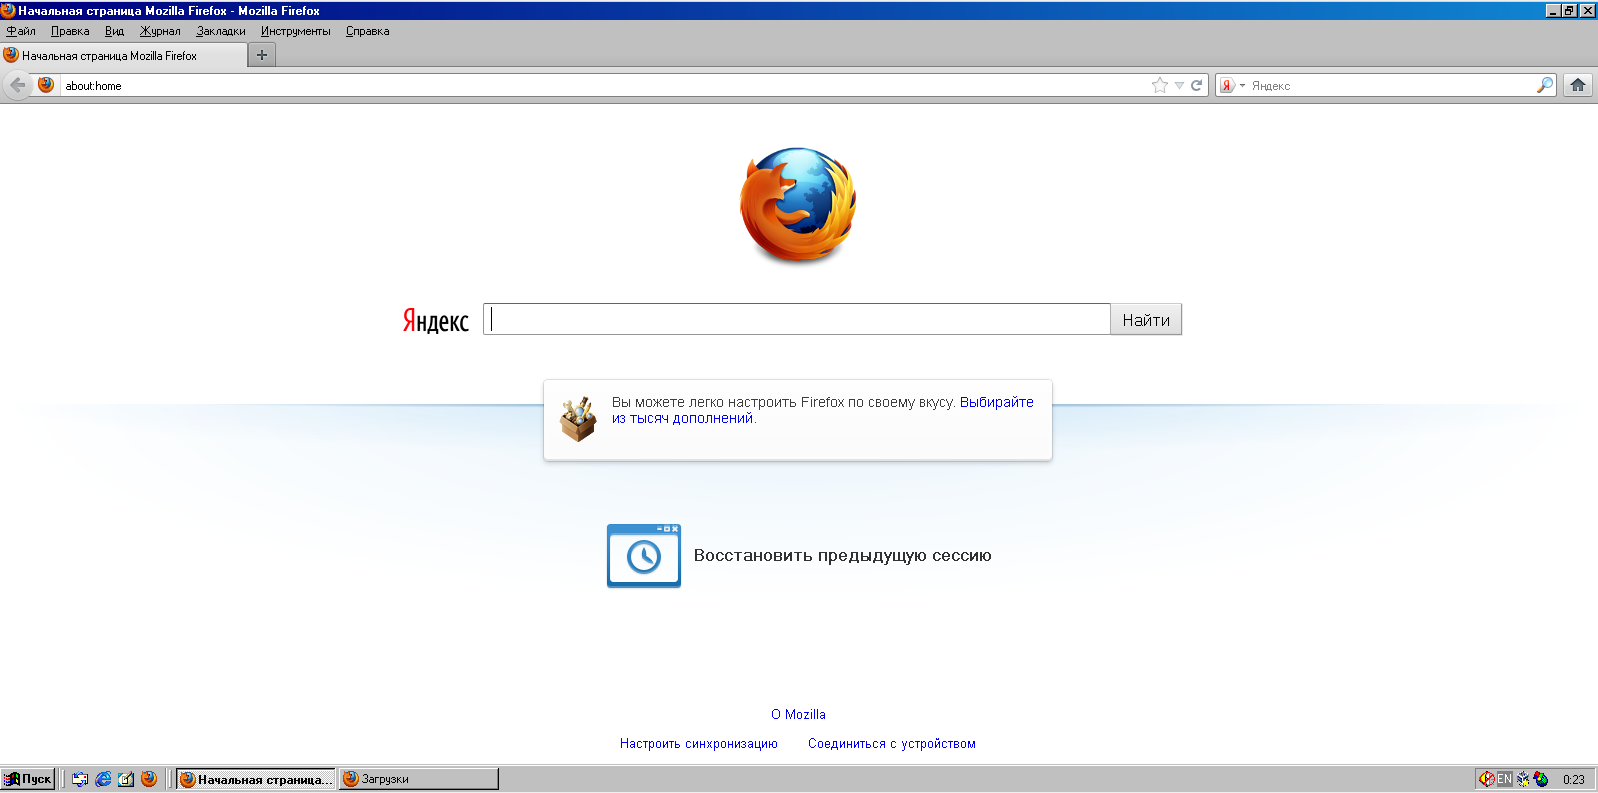 Начальная страница Mozilla Firefox - Mozilla Firefox
Файл Правка Вид Журнал Закладки Инструменты Справка
Начальная страница Mozilla Firefox +
about:home Я Яндекс
Яндекс Найти
Вы можете легко настроить Firefox по своему вкусу. Выбирайте
из тысяч дополнений.
Восстановить предыдущую сессию
О Mozilla
Настроить синхронизацию Соединиться с устройством
Пуск Начальная страница... Загрузки EN 0:23